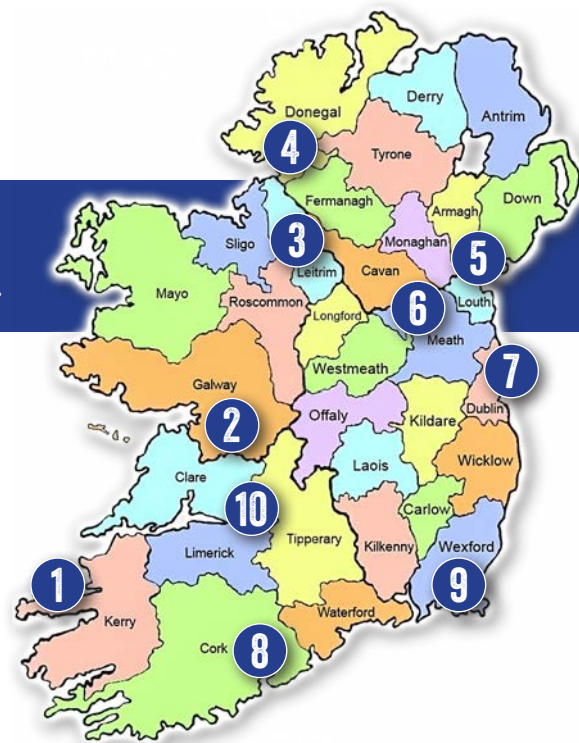 Donegal
Derry
Antrim
4
Tyrone
Fermanagh
Armagh
Down
Sligo
3
Monaghan
5
Leitrim
Cavan
Mayo
Roscommon
6
Louth
Longford
Meath
Westmeath
7
Galway
Dublin
2
Offaly
Kildare
Clare
Laois
Wicklow
10
Carlow
Tipperary
Kilkenny
Wexford
Limerick
1
9
Waterford
Kerry
Cork
8